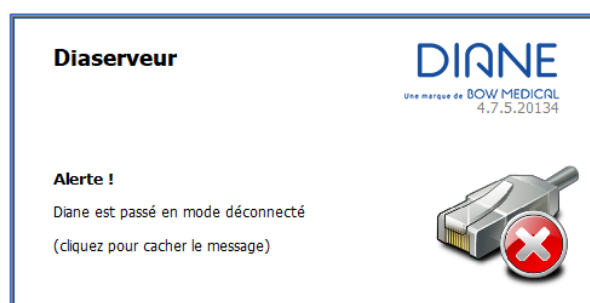 Diaserveur
DIANE
Une marque de BOW MEDICAL
4.7.5.20134
Alerte !
Diane est passé en mode déconnecté
(cliquez pour cacher le message)